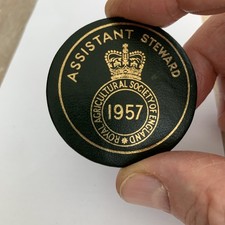 ASSISTANT STEWARD
ROYAL AGRICULTURAL SOCIETY OF ENGLAND
1957